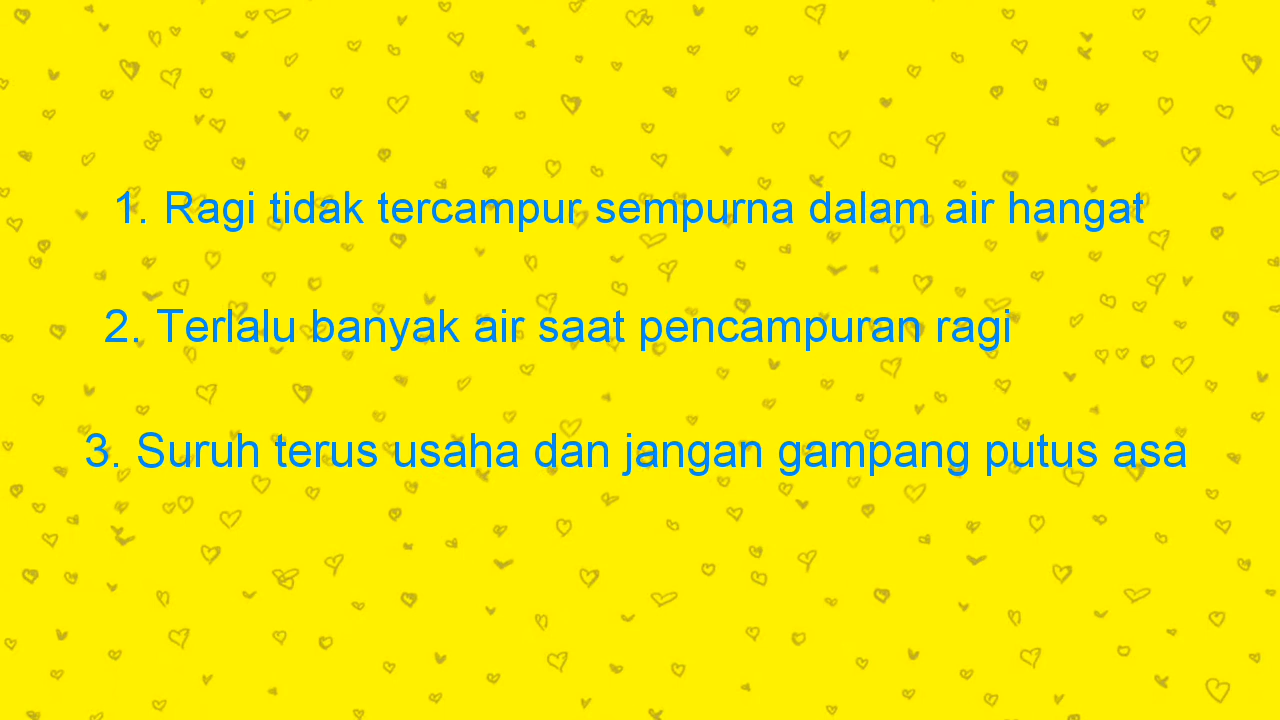 1. Ragi tidak tercampur sempurna dalam air hangat
2. Terlalu banyak air saat pencampuran ragi
3. Suruh terus usaha dan jangan gampang putus asa